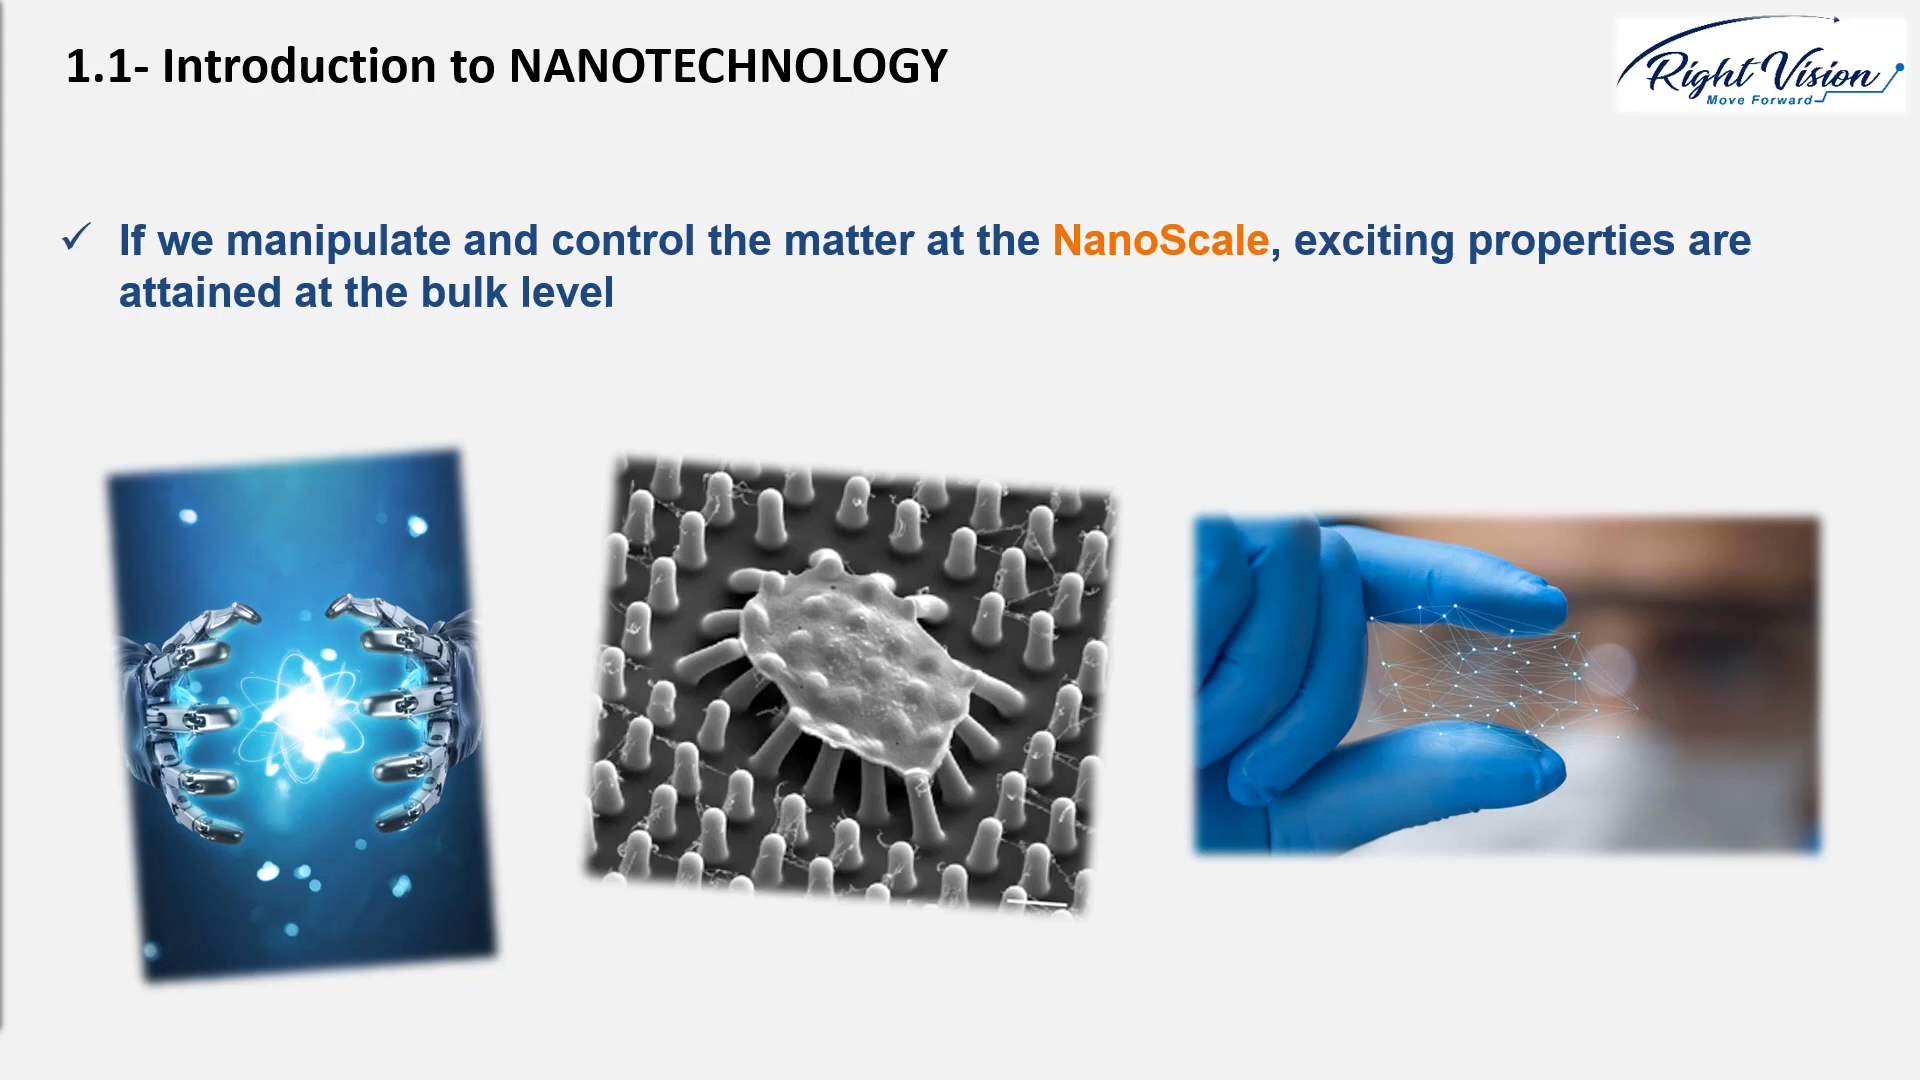 1.1- Introduction to NANOTECHNOLOGY
Right Vision
Move Forward
✓ If we manipulate and control the matter at the NanoScale, exciting properties are
attained at the bulk level